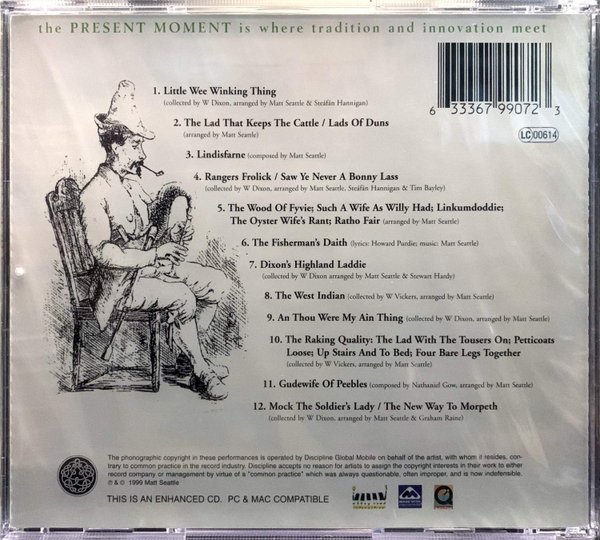 the PRESENT MOMENT is where tradition and innovation meet
6 33367 99072 3
LC 00614
1. Little Wee Winking Thing
(collected by W Dixon, arranged by Matt Seattle & Steáfán Hannigan)
2. The Lad That Keeps The Cattle / Lads Of Duns
(arranged by Matt Seattle)
3. Lindisfarne (composed by Matt Seattle)
4. Rangers Frolick / Saw Ye Never A Bonny Lass
(collected by W Dixon, arranged by Matt Seattle, Steáfán Hannigan & Tim Bayley)
5. The Wood Of Fyvie; Such A Wife As Willy Had; Linkumdoddie;
The Oyster Wife's Rant; Ratho Fair (arranged by Matt Seattle)
6. The Fisherman's Daith (lyrics: Howard Purdie; music: Matt Seattle)
7. Dixon's Highland Laddie
(collected by W Dixon arranged by Matt Seattle & Stewart Hardy)
8. The West Indian (collected by W Vickers, arranged by Matt Seattle)
9. An Thou Were My Ain Thing (collected by W Dixon, arranged by Matt Seattle)
10. The Raking Quality: The Lad With The Tousers On; Petticoats
Loose; Up Stairs And To Bed; Four Bare Legs Together
(collected by W Vickers, arranged by Matt Seattle)
11. Gudewife Of Peebles (composed by Nathaniel Gow, arranged by Matt Seattle)
12. Mock The Soldier's Lady / The New Way To Morpeth
(collected by W Dixon, arranged by Matt Seattle & Graham Raine)
The phonographic copyright in these performances is operated by Discipline Global Mobile on behalf of the artist, with whom it resides, con-
trary to common practice in the record industry. Discipline accepts no reason for artists to assign the copyright interests in their work to either
record company or management by virtue of a "common practice" which was always questionable, often improper, and is now indefensible.
℗ & © 1999 Matt Seattle
THIS IS AN ENHANCED CD. PC & MAC COMPATIBLE